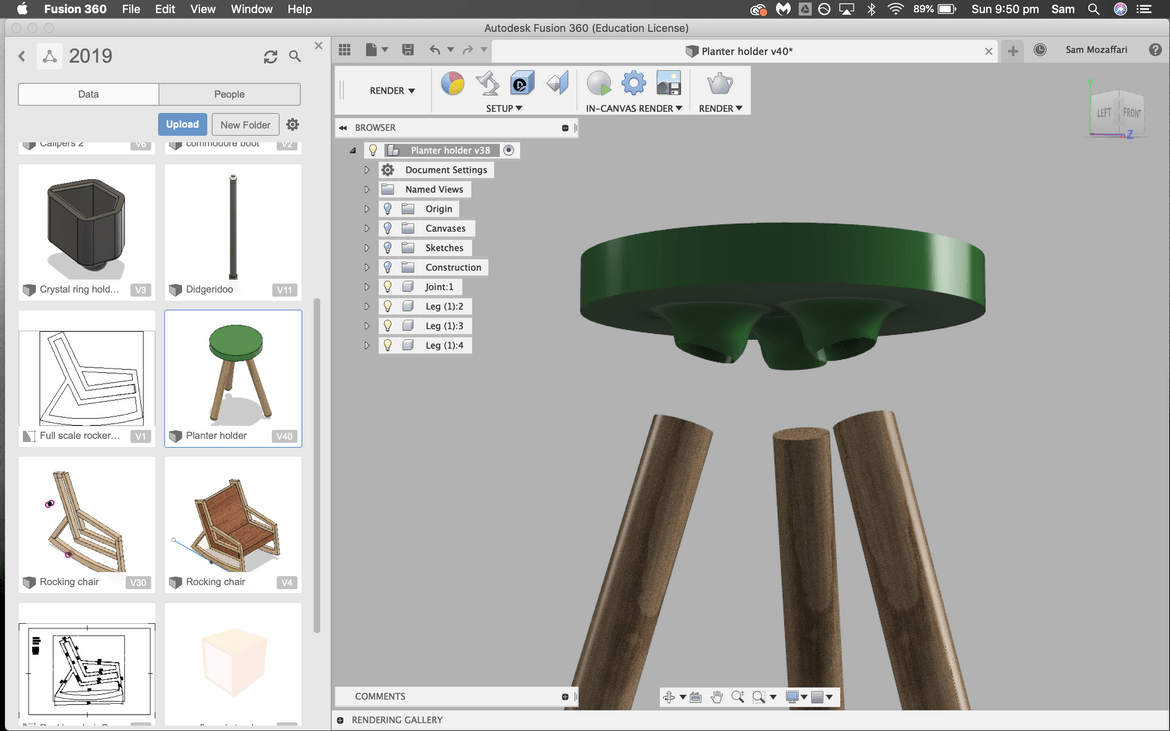 Fusion 360 File Edit View Window Help
89% Sun 9:50 pm Sam
Autodesk Fusion 360 (Education License)
2019
Data People
Upload New Folder
Calipers 2 V6
commodore boot V2
Crystal ring hold... V3
Didgeridoo V11
Full scale rocker... V1
Planter holder V40
Rocking chair V30
Rocking chair V4
Planter holder v40*
Sam Mozaffari
RENDER
SETUP
IN-CANVAS RENDER
RENDER
BROWSER
Planter holder v38
Document Settings
Named Views
Origin
Canvases
Sketches
Construction
Joint:1
Leg (1):2
Leg (1):3
Leg (1):4
LEFT FRONT
Z
COMMENTS
RENDERING GALLERY